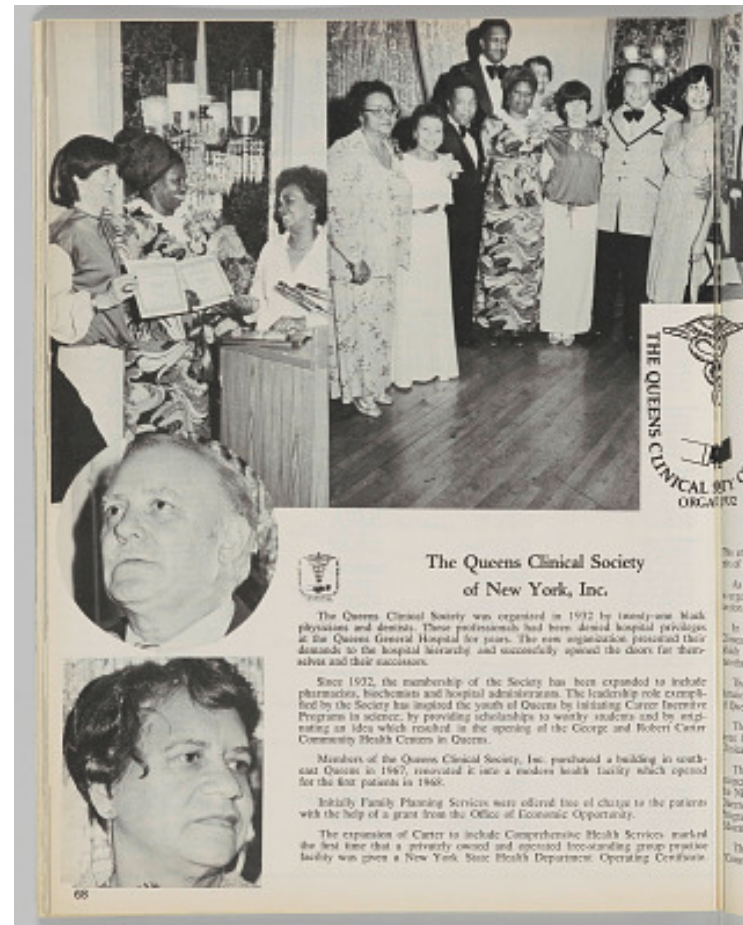 THE QUEENS CLINICAL
ORGA
The Queens Clinical Society
of New York, Inc.
The Queens Clinical Society was organized in 1932 by twenty-one black
physicians and dentists. These professionals had been denied hospital privileges
at the Queens General Hospital for years. The new organization presented their
demands to the hospital hierarchy and successfully opened the doors for them-
selves and their successors.
Since 1932, the membership of the Society has been expanded to include
pharmacists, biochemists and hospital administrators. The leadership role exempli-
fied by the Society has inspired the youth of Queens by initiating Career Incentive
Programs in science, by providing scholarships to worthy students and by origi-
nating an idea which resulted in the opening of the George and Robert Carter
Community Health Centers in Queens.
Members of the Queens Clinical Society, Inc. purchased a building in south-
east Queens in 1967, renovated it into a modern health facility which opened
for the first patients in 1968.
Initially Family Planning Services were offered free of charge to the patients
with the help of a grant from the Office of Economic Opportunity.
The expansion of Carter to include Comprehensive Health Services marked
the first time that a privately owned and operated free-standing group practice
facility was given a New York State Health Department Operating Certificate.
68